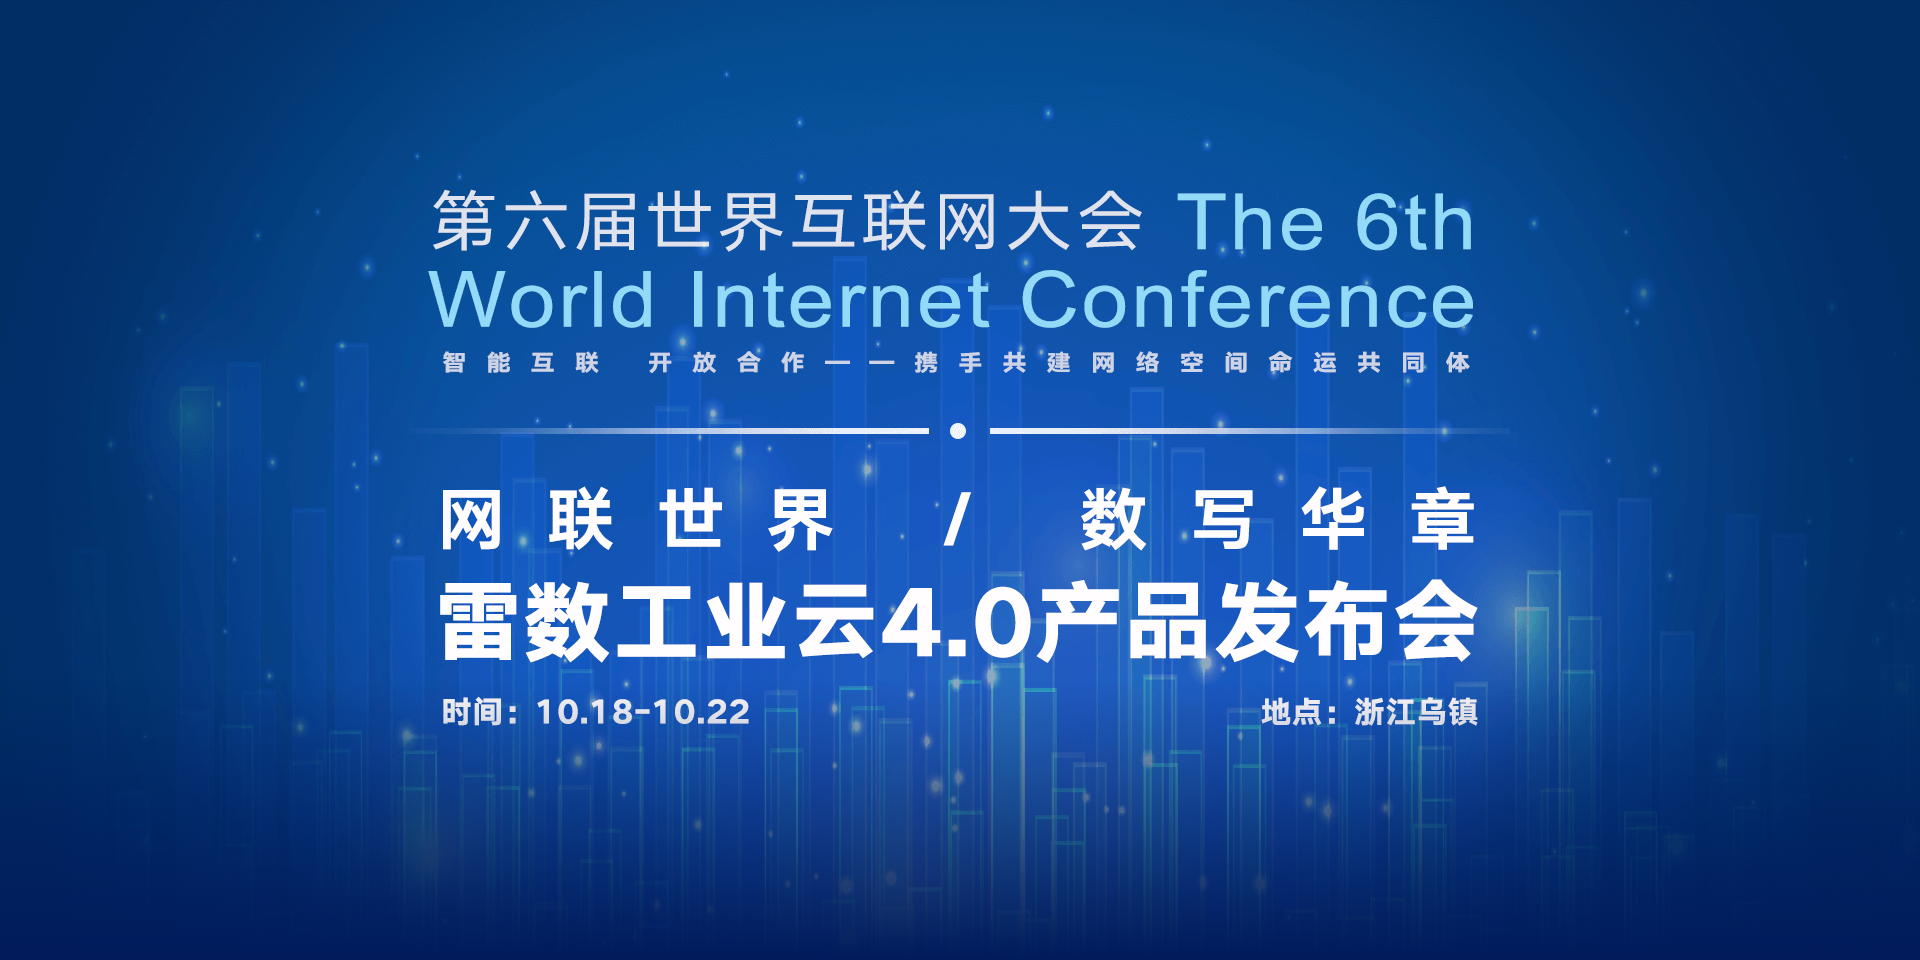 第六届世界互联网大会 The 6th
World Internet Conference
智能互联 开放合作——携手共建网络空间命运共同体
网联世界 / 数写华章
雷数工业云4.0产品发布会
时间：10.18-10.22 地点：浙江乌镇